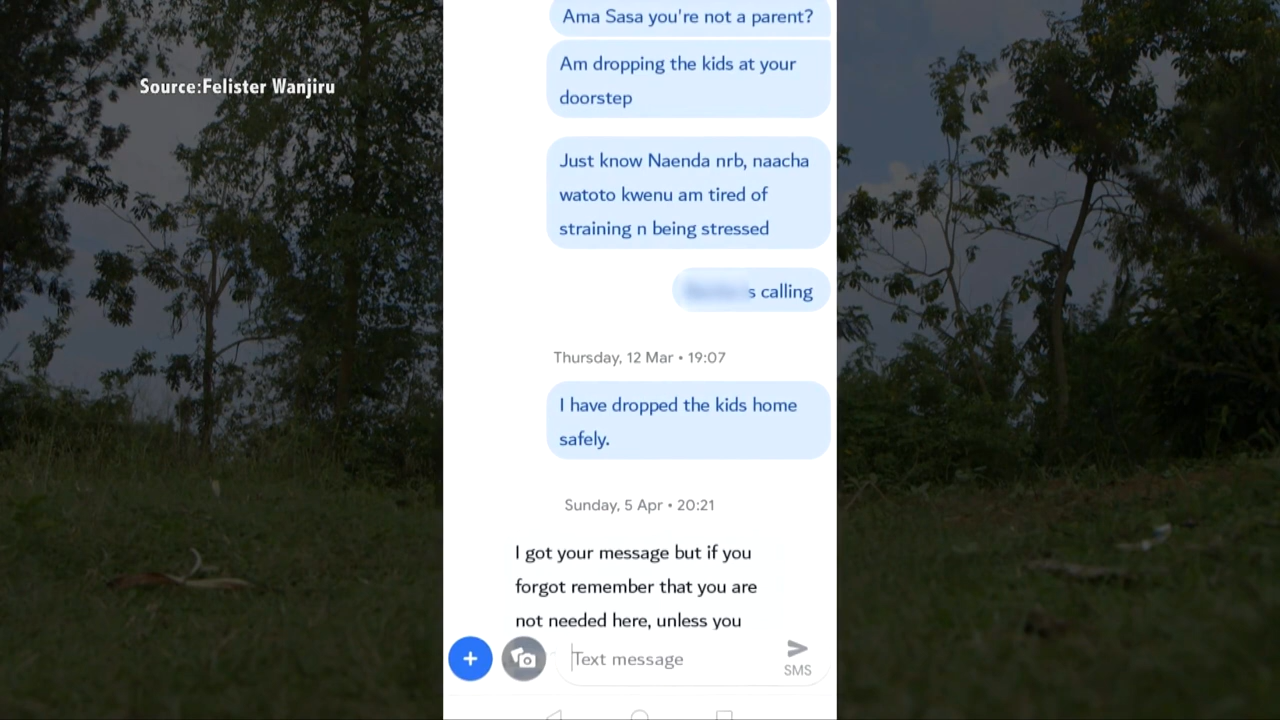 Source:Felister Wanjiru
Ama Sasa you're not a parent?
Am dropping the kids at your
doorstep
Just know Naenda nrb, naacha
watoto kwenu am tired of
straining n being stressed
s calling
Thursday, 12 Mar • 19:07
I have dropped the kids home
safely.
Sunday, 5 Apr • 20:21
I got your message but if you
forgot remember that you are
not needed here, unless you
Text message
SMS